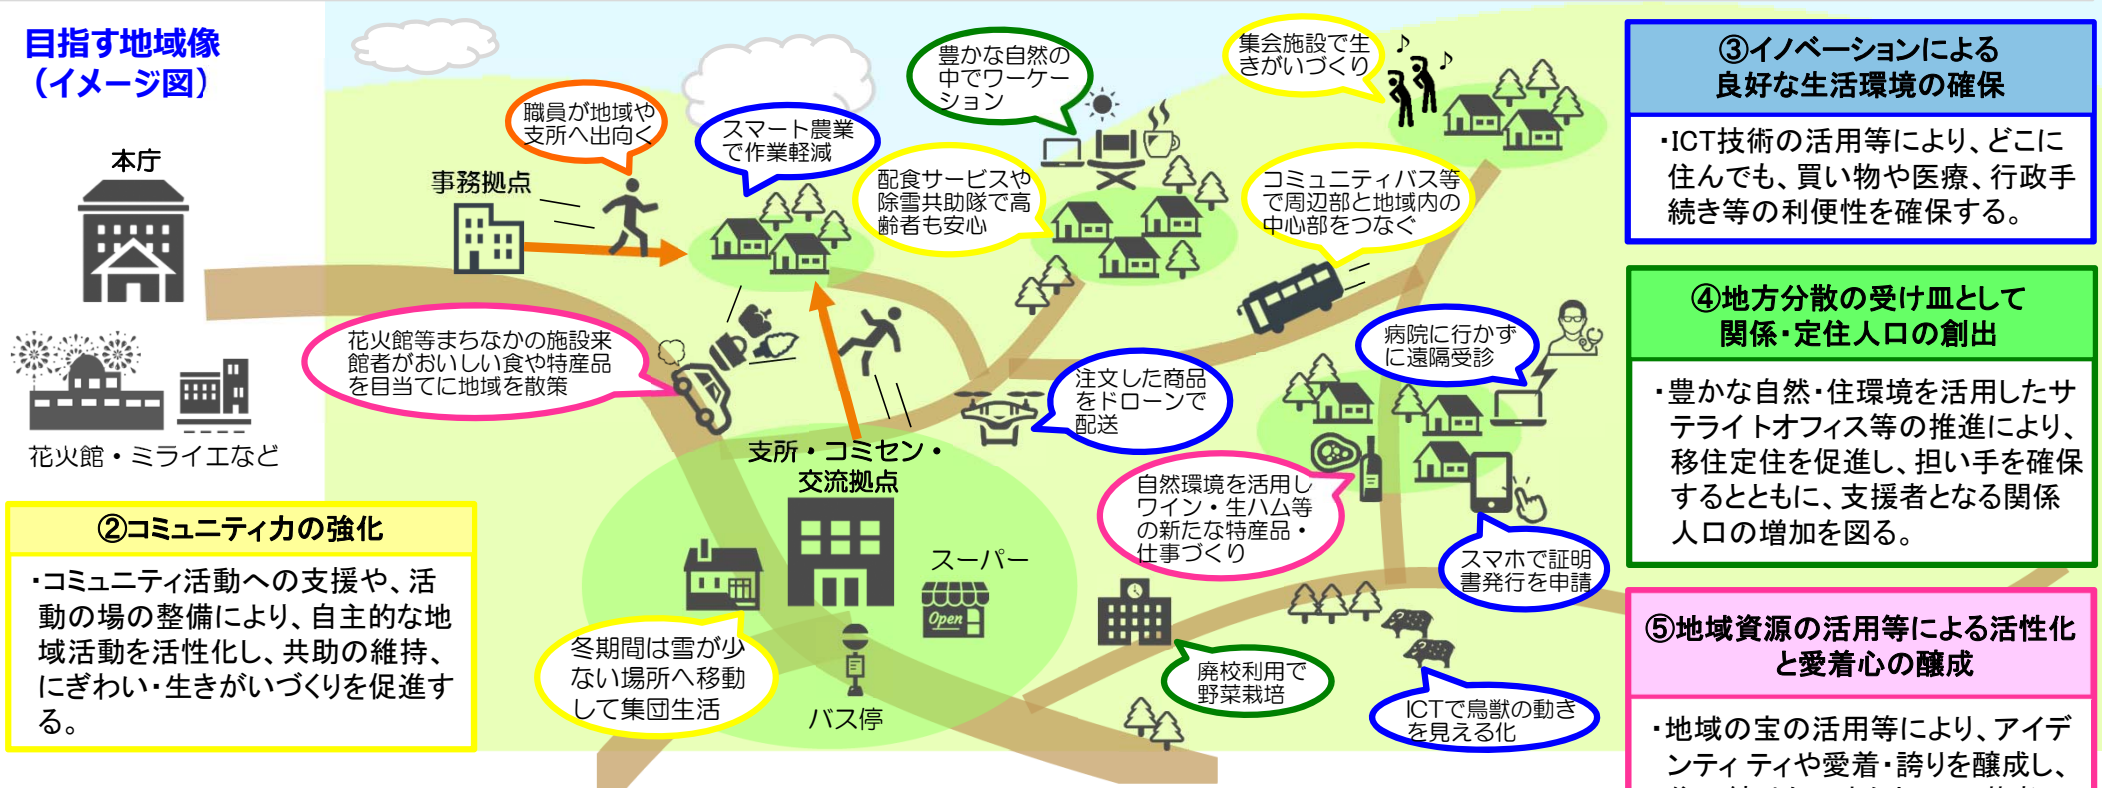 目指す地域像
（イメージ図）
本庁
花火館・ミライエなど
②コミュニティ力の強化
・コミュニティ活動への支援や、活
動の場の整備により、自主的な地
域活動を活性化し、共助の維持、
にぎわい・生きがいづくりを促進す
る。
職員が地域や
支所へ出向く
事務拠点
スマート農業
で作業軽減
豊かな自然の
中でワーケー
ション
集会施設で生
きがいづくり
♪
♪
配食サービスや
除雪共助隊で高
齢者も安心
コミュニティバス等
で周辺部と地域内の
中心部をつなぐ
花火館等まちなかの施設来
館者がおいしい食や特産品
を目当てに地域を散策
病院に行かず
に遠隔受診
注文した商品
をドローンで
配送
支所・コミセン・
交流拠点
自然環境を活用し
ワイン・生ハム等
の新たな特産品・
仕事づくり
スーパー
Open
スマホで証明
書発行を申請
冬期間は雪が少
ない場所へ移動
して集団生活
バス停
廃校利用で
野菜栽培
ICTで鳥獣の動き
を見える化
③イノベーションによる
良好な生活環境の確保
・ICT技術の活用等により、どこに
住んでも、買い物や医療、行政手
続き等の利便性を確保する。
④地方分散の受け皿として
関係・定住人口の創出
・豊かな自然・住環境を活用したサ
テライトオフィス等の推進により、
移住定住を促進し、担い手を確保
するとともに、支援者となる関係
人口の増加を図る。
⑤地域資源の活用等による活性化
と愛着心の醸成
・地域の宝の活用等により、アイデ
ンティティや愛着・誇りを醸成し、